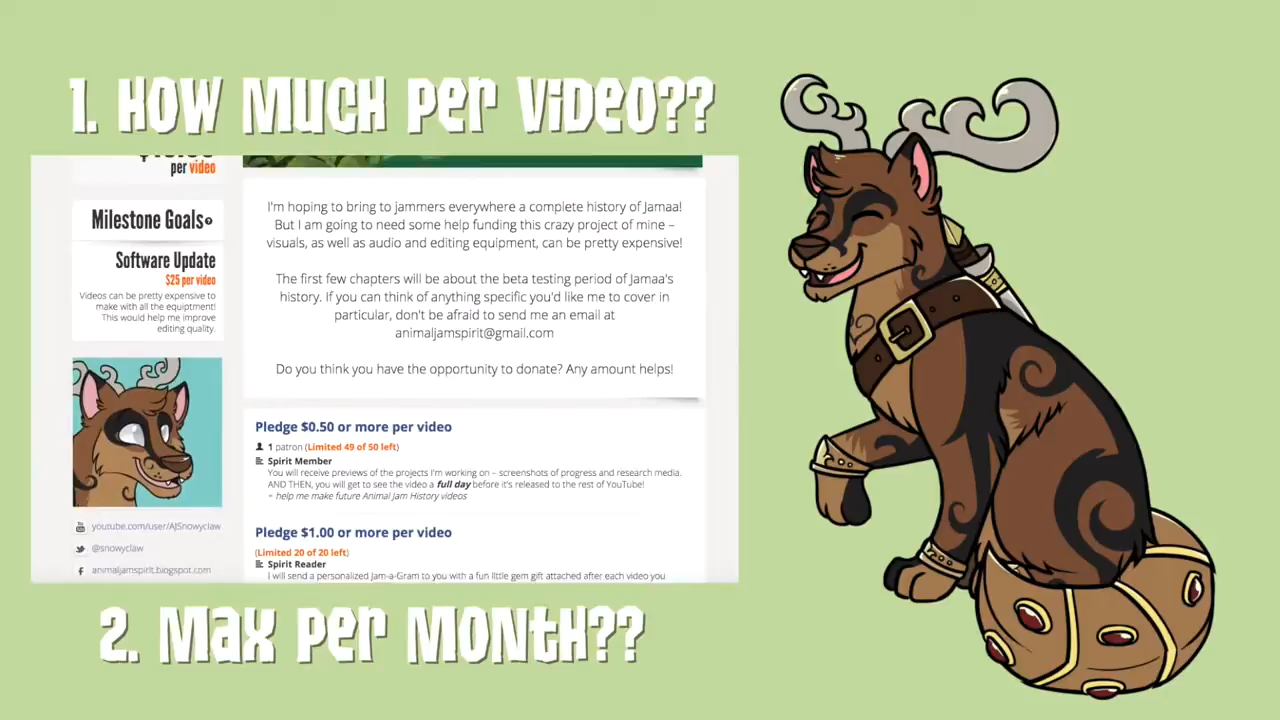 1. How Much per Video??
per video
Milestone Goals
Software Update
$25 per video
Videos can be pretty expensive to
make with all the equiptment!
This would help me improve
editing quality.
youtube.com/user/AJSnowyclaw
@snowyclaw
animaljamspirit.blogspot.com
I'm hoping to bring to jammers everywhere a complete history of Jamaa!
But I am going to need some help funding this crazy project of mine –
visuals, as well as audio and editing equipment, can be pretty expensive!
The first few chapters will be about the beta testing period of Jamaa's
history. If you can think of anything specific you'd like me to cover in
particular, don't be afraid to send me an email at
animaljamspirit@gmail.com
Do you think you have the opportunity to donate? Any amount helps!
Pledge $0.50 or more per video
1 patron (Limited 49 of 50 left)
Spirit Member
You will receive previews of the projects I'm working on – screenshots of progress and research media.
AND THEN, you will get to see the video a full day before it's released to the rest of YouTube!
+ help me make future Animal Jam History videos
Pledge $1.00 or more per video
(Limited 20 of 20 left)
Spirit Reader
I will send a personalized Jam-a-Gram to you with a fun little gem gift attached after each video you
2. Max per Month??